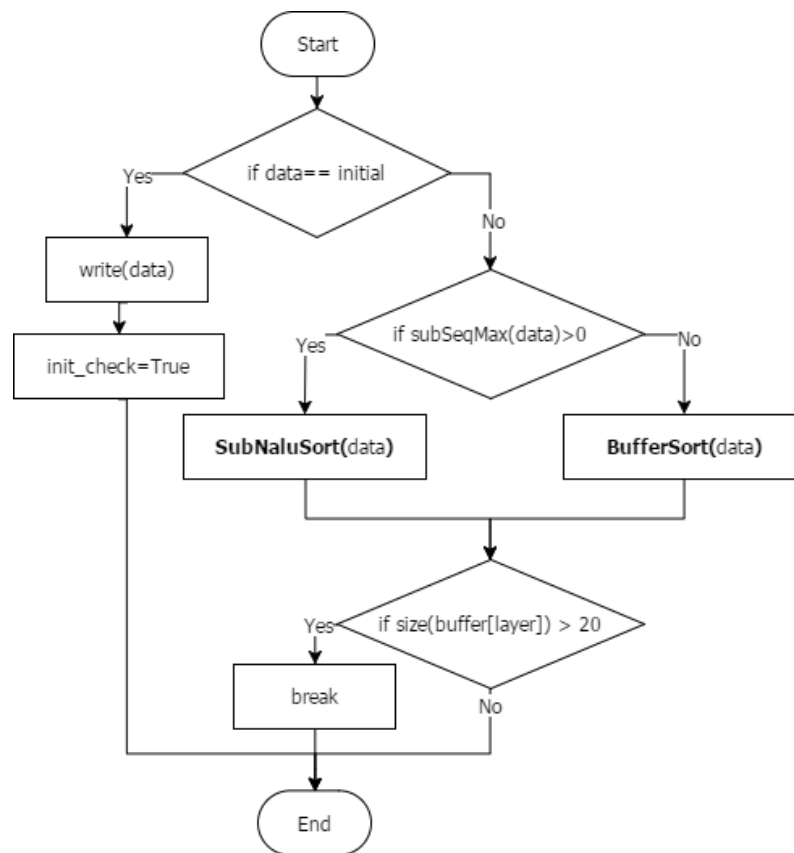 Start
if data== initial
Yes
No
write(data)
init_check=True
if subSeqMax(data)>0
Yes
No
SubNaluSort(data)
BufferSort(data)
if size(buffer[layer]) > 20
Yes
No
break
End